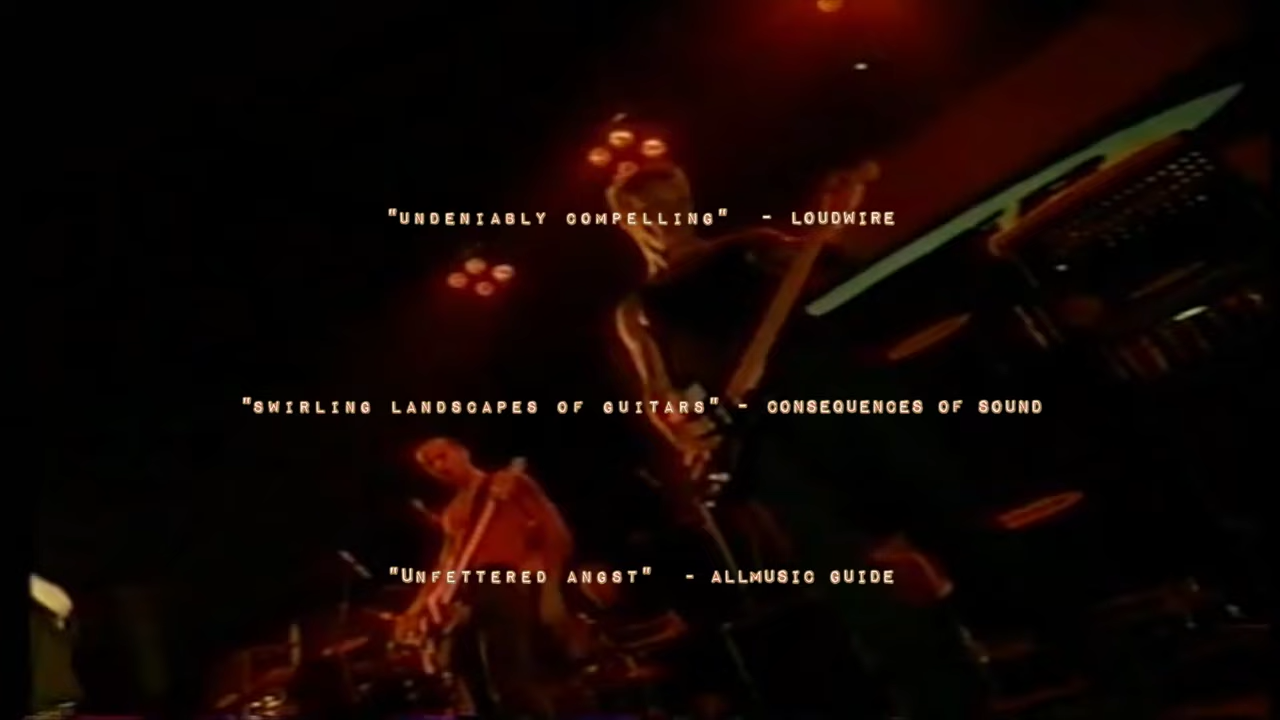 "UNDENIABLY COMPELLING" - LOUDWIRE
"SWIRLING LANDSCAPES OF GUITARS" - CONSEQUENCES OF SOUND
"UNFETTERED ANGST" - ALLMUSIC GUIDE